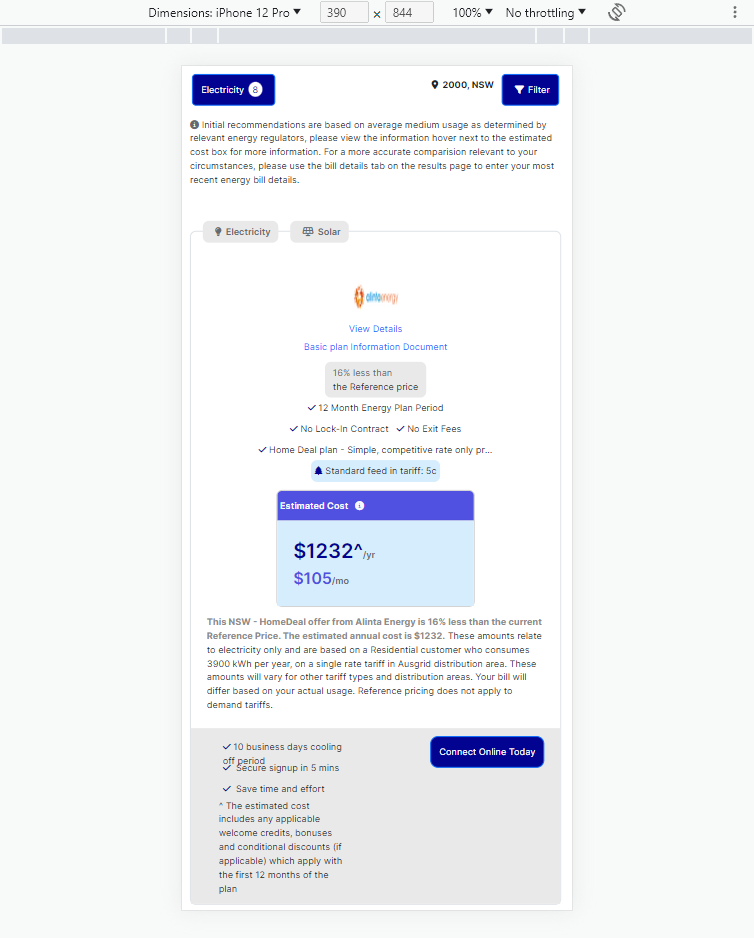 Dimensions: iPhone 12 Pro ▼ 390 × 844 100% ▼ No throttling ▼
Electricity 8
2000, NSW
Filter
Initial recommendations are based on average medium usage as determined by
relevant energy regulators, please view the information hover next to the estimated
cost box for more information. For a more accurate comparision relevant to your
circumstances, please use the bill details tab on the results page to enter your most
recent energy bill details.
Electricity
Solar
alintaenergy
View Details
Basic plan Information Document
16% less than
the Reference price
12 Month Energy Plan Period
No Lock-In Contract No Exit Fees
Home Deal plan - Simple, competitive rate only pr...
Standard feed in tariff: 5c
Estimated Cost
$1232^/yr
$105/mo
This NSW - HomeDeal offer from Alinta Energy is 16% less than the current
Reference Price. The estimated annual cost is $1232. These amounts relate
to electricity only and are based on a Residential customer who consumes
3900 kWh per year, on a single rate tariff in Ausgrid distribution area. These
amounts will vary for other tariff types and distribution areas. Your bill will
differ based on your actual usage. Reference pricing does not apply to
demand tariffs.
10 business days cooling
off period
Secure signup in 5 mins
Save time and effort
^ The estimated cost
includes any applicable
welcome credits, bonuses
and conditional discounts (if
applicable) which apply with
the first 12 months of the
plan
Connect Online Today